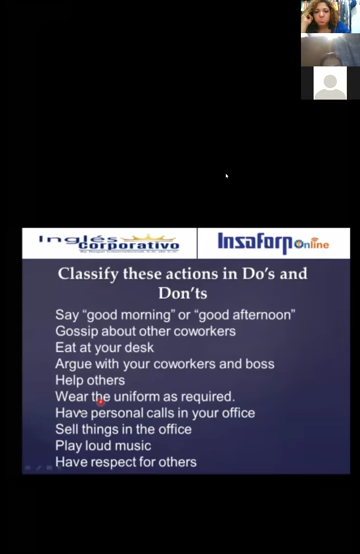 Inglés
corporativo
Insaforp online
Classify these actions in Do's and
Don'ts
Say “good morning” or “good afternoon”
Gossip about other coworkers
Eat at your desk
Argue with your coworkers and boss
Help others
Wear the uniform as required.
Have personal calls in your office
Sell things in the office
Play loud music
Have respect for others